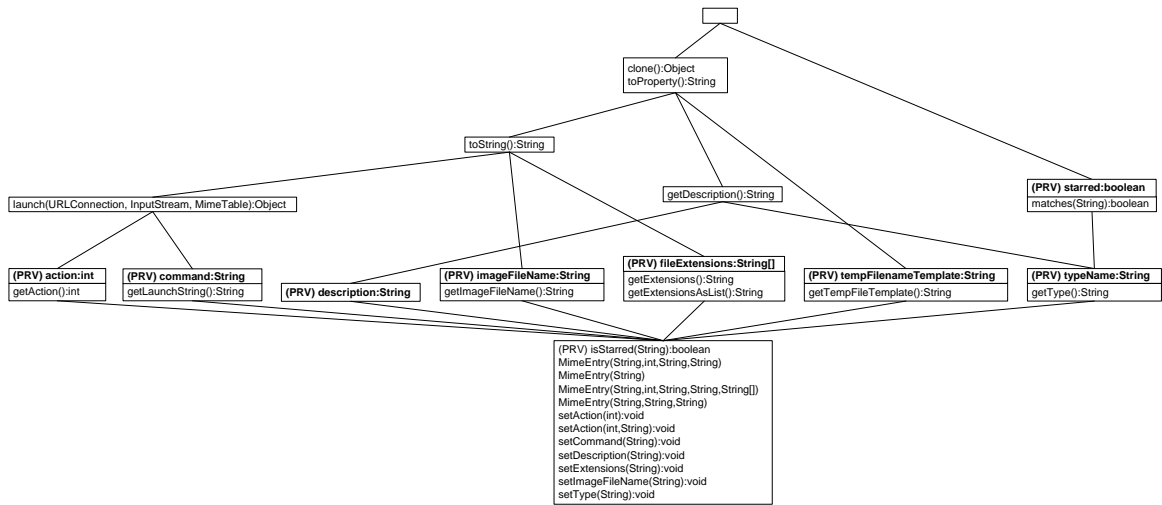 clone():Object
toProperty():String
toString():String
getDescription():String
(PRV) starred:boolean
matches(String):boolean
launch(URLConnection, InputStream, MimeTable):Object
(PRV) action:int
getAction():int
(PRV) command:String
getLaunchString():String
(PRV) description:String
(PRV) imageFileName:String
getImageFileName():String
(PRV) fileExtensions:String[]
getExtensions():String
getExtensionsAsList():String
(PRV) tempFilenameTemplate:String
getTempFileTemplate():String
(PRV) typeName:String
getType():String
(PRV) isStarred(String):boolean
MimeEntry(String,int,String,String)
MimeEntry(String)
MimeEntry(String,int,String,String,String[])
MimeEntry(String,String,String)
setAction(int):void
setAction(int,String):void
setCommand(String):void
setDescription(String):void
setExtensions(String):void
setImageFileName(String):void
setType(String):void